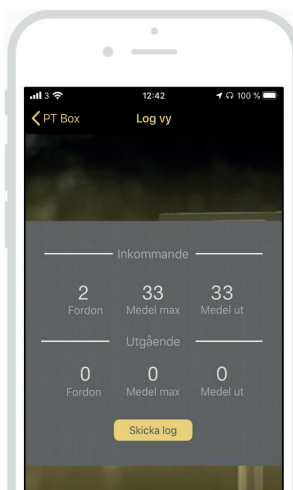 3 12:42 100 %
PT Box Log vy
Inkommande
2 33 33
Fordon Medel max Medel ut
Utgående
0 0 0
Fordon Medel max Medel ut
Skicka log